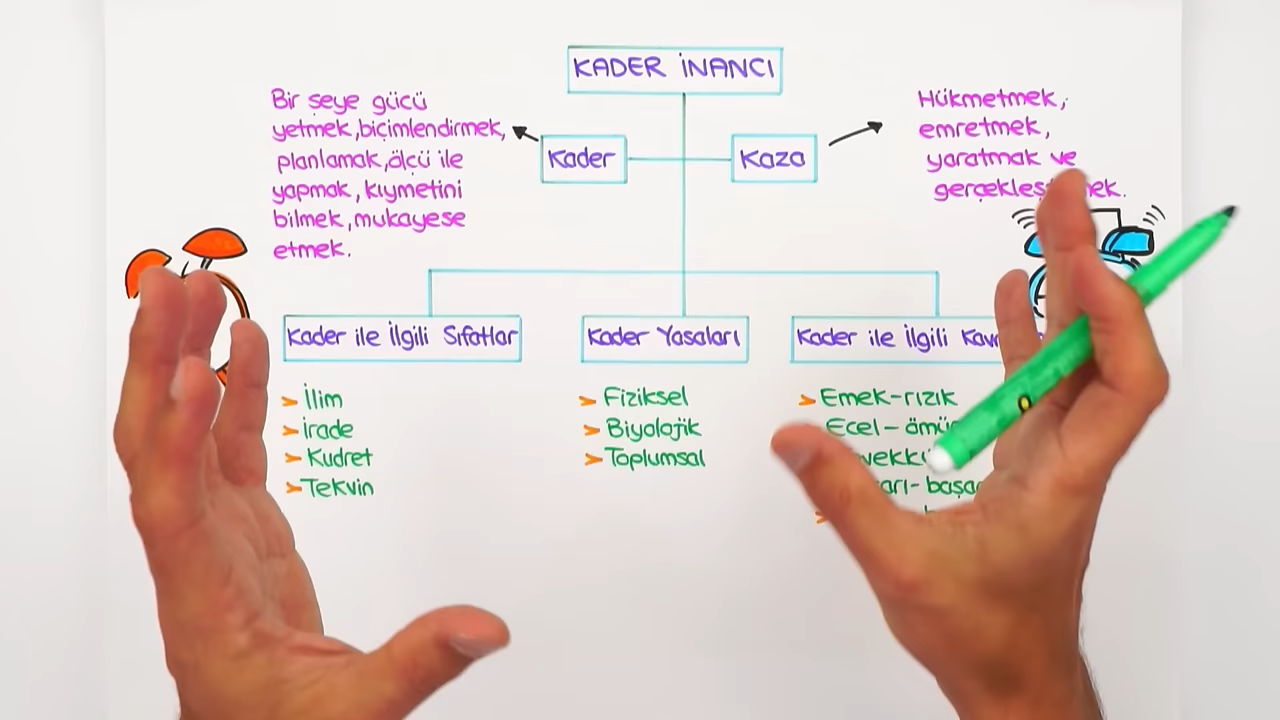 KADER İNANCI
Bir şeye gücü
yetmek, biçimlendirmek,
planlamak, ölçü ile
yapmak, kıymetini
bilmek, mukayese
etmek.
Kader
Kaza
Hükmetmek,
emretmek,
yaratmak ve
Kader ile İlgili Sıfatlar
➤ İlim
➤ İrade
➤ Kudret
➤ Tekvin
Kader Yasaları
➤ Fiziksel
➤ Biyolojik
➤ Toplumsal
Kader ile İlgili
➤ Emek-rızık
Ecel-